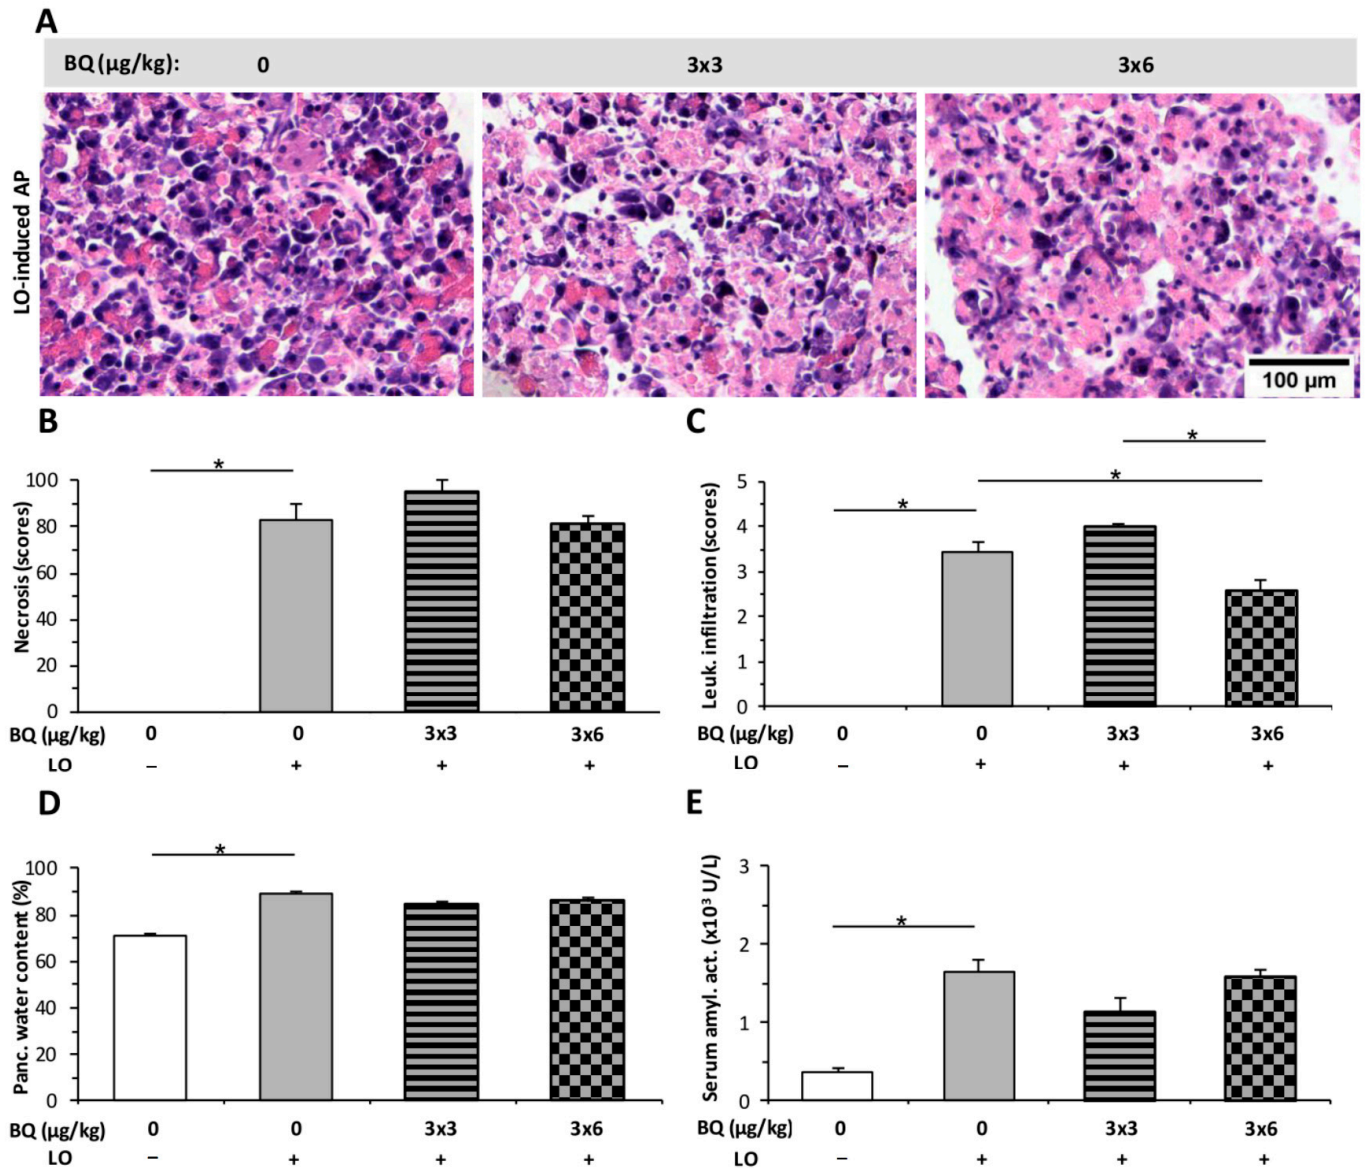 A
BQ (µg/kg): 0 3x3 3x6
LO-induced AP
100 µm
B
*
Necrosis (scores)
100
80
60
40
20
0
BQ (µg/kg) 0 0 3x3 3x6
LO – + + +
C
*
*
*
Leuk. infiltration (scores)
5
4
3
2
1
0
BQ (µg/kg) 0 0 3x3 3x6
LO – + + +
D
*
Panc. water content (%)
100
80
60
40
20
0
BQ (µg/kg) 0 0 3x3 3x6
LO – + + +
E
*
Serum amyl. act. (x10³ U/L)
3
2
1
0
BQ (µg/kg) 0 0 3x3 3x6
LO – + + +